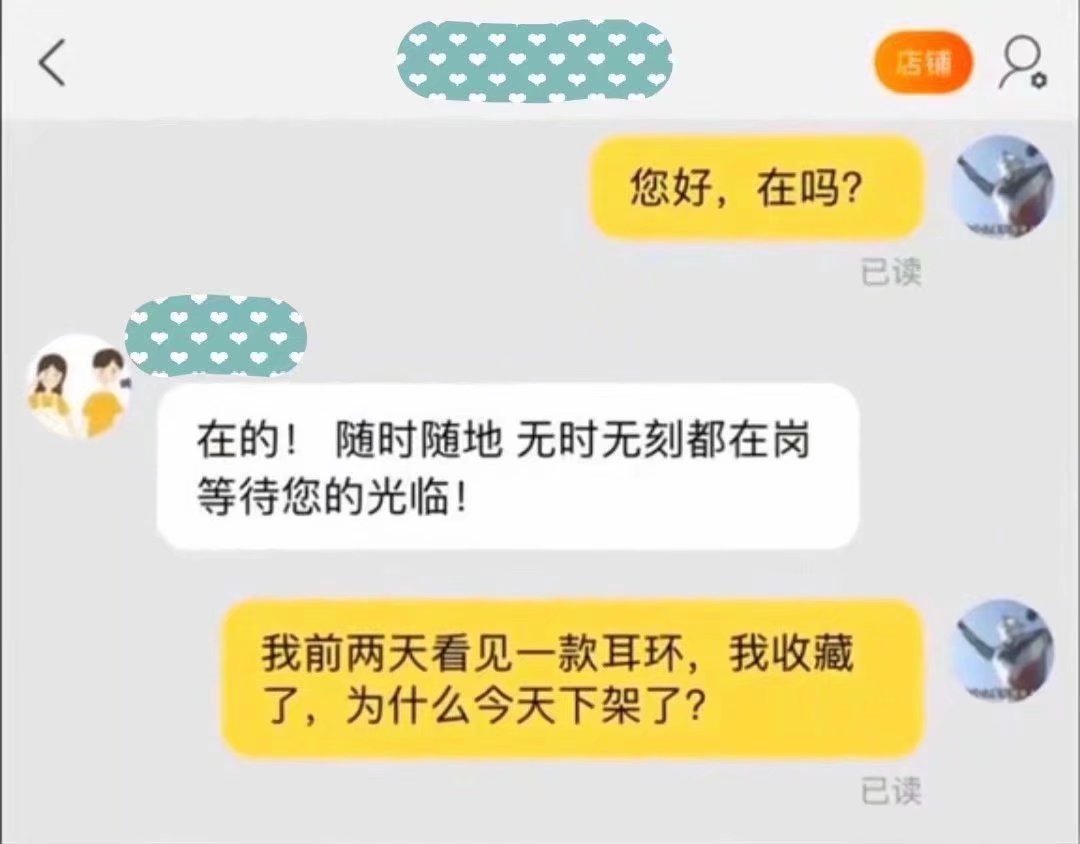 店铺
您好，在吗？
已读
在的！ 随时随地 无时无刻都在岗
等待您的光临！
我前两天看见一款耳环，我收藏
了，为什么今天下架了？
已读